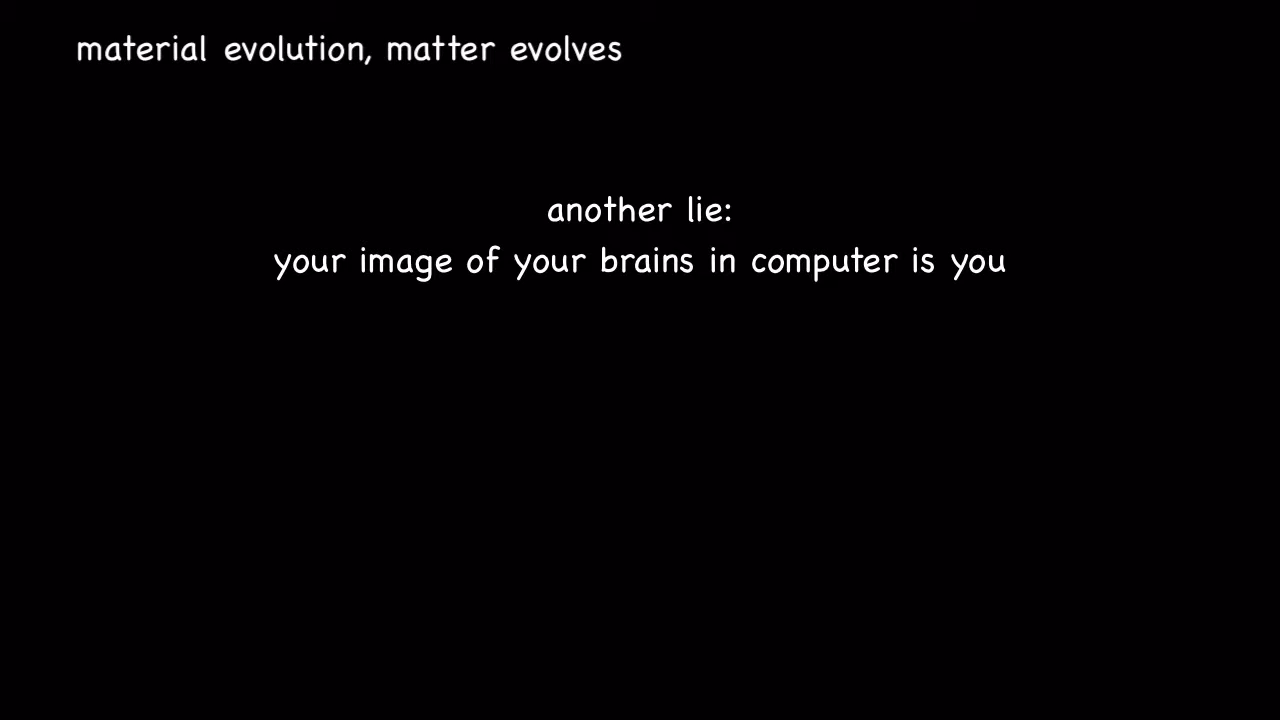 material evolution, matter evolves
another lie:
your image of your brains in computer is you